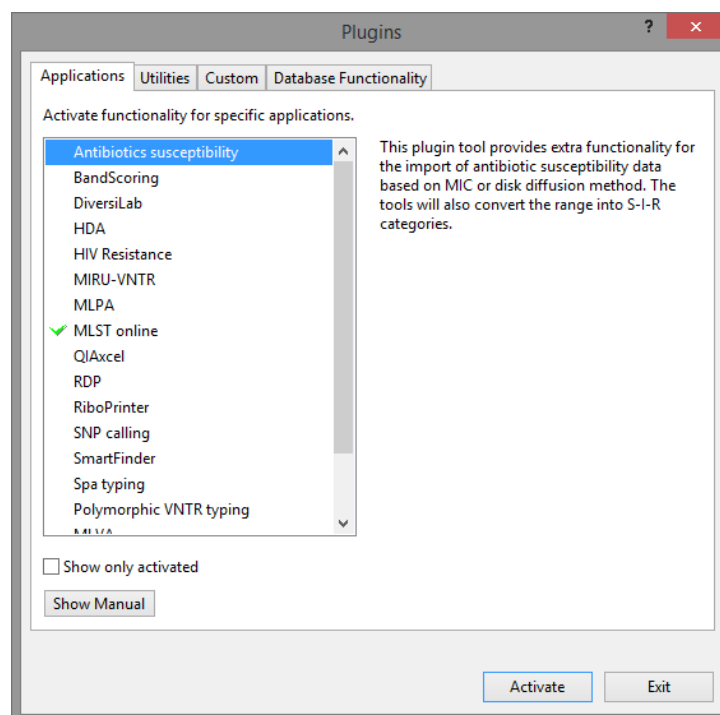 Plugins
?
Applications
Utilities
Custom
Database Functionality
Activate functionality for specific applications.
Antibiotics susceptibility
BandScoring
DiversiLab
HDA
HIV Resistance
MIRU-VNTR
MLPA
MLST online
QIAxcel
RDP
RiboPrinter
SNP calling
SmartFinder
Spa typing
Polymorphic VNTR typing
MLVA
This plugin tool provides extra functionality for
the import of antibiotic susceptibility data
based on MIC or disk diffusion method. The
tools will also convert the range into S-I-R
categories.
Show only activated
Show Manual
Activate
Exit